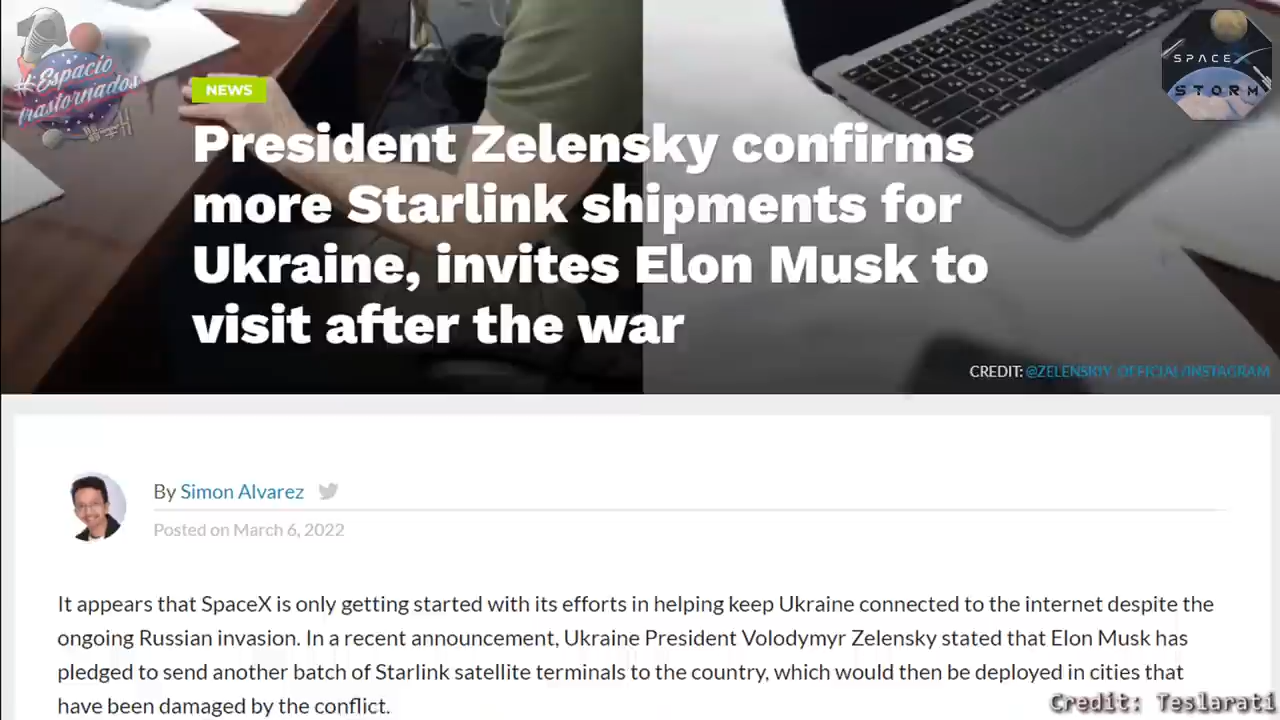 #Espacio
trastornados
SPACEX
STORM
NEWS
President Zelensky confirms
more Starlink shipments for
Ukraine, invites Elon Musk to
visit after the war
CREDIT: @ZELENSKIY_OFFICIAL/INSTAGRAM
By Simon Alvarez
Posted on March 6, 2022
It appears that SpaceX is only getting started with its efforts in helping keep Ukraine connected to the internet despite the
ongoing Russian invasion. In a recent announcement, Ukraine President Volodymyr Zelensky stated that Elon Musk has
pledged to send another batch of Starlink satellite terminals to the country, which would then be deployed in cities that
have been damaged by the conflict.
Credit: Teslarati